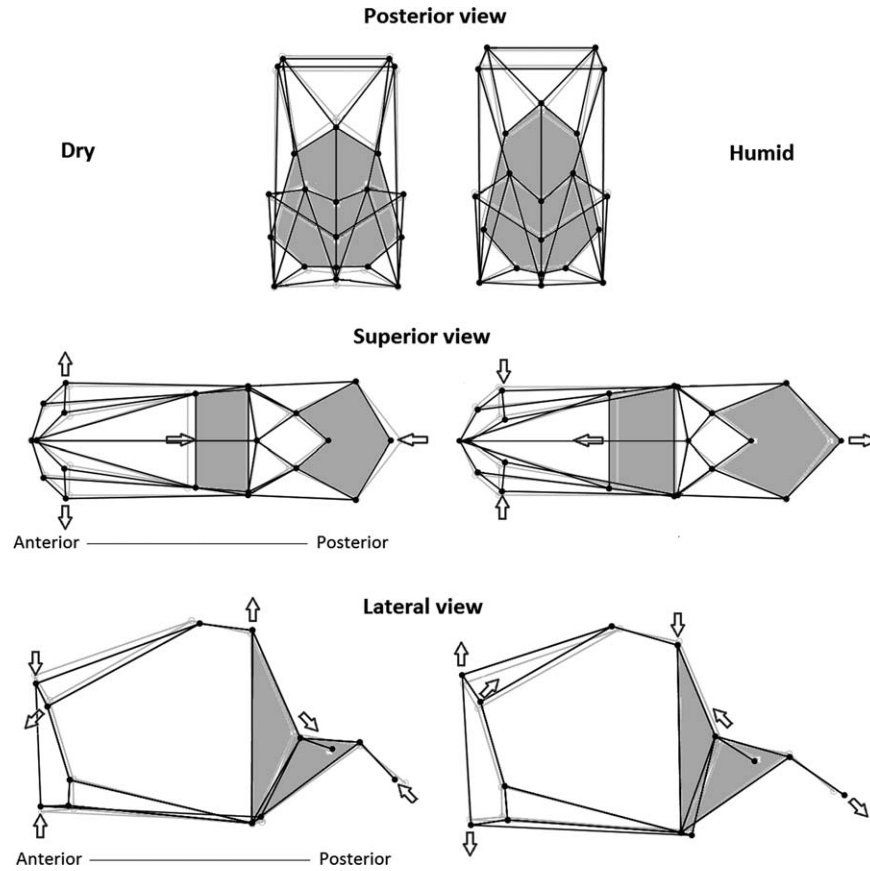 Posterior view
Dry
Humid
Superior view
Anterior
Posterior
Lateral view
Anterior
Posterior